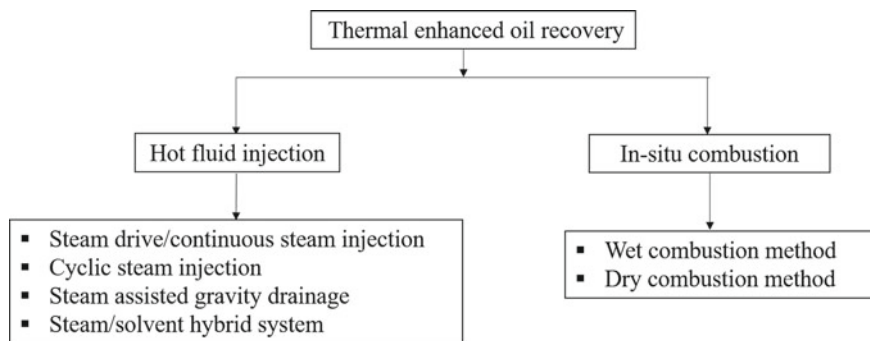 Thermal enhanced oil recovery
Hot fluid injection
In-situ combustion
▪ Steam drive/continuous steam injection
▪ Cyclic steam injection
▪ Steam assisted gravity drainage
▪ Steam/solvent hybrid system
▪ Wet combustion method
▪ Dry combustion method